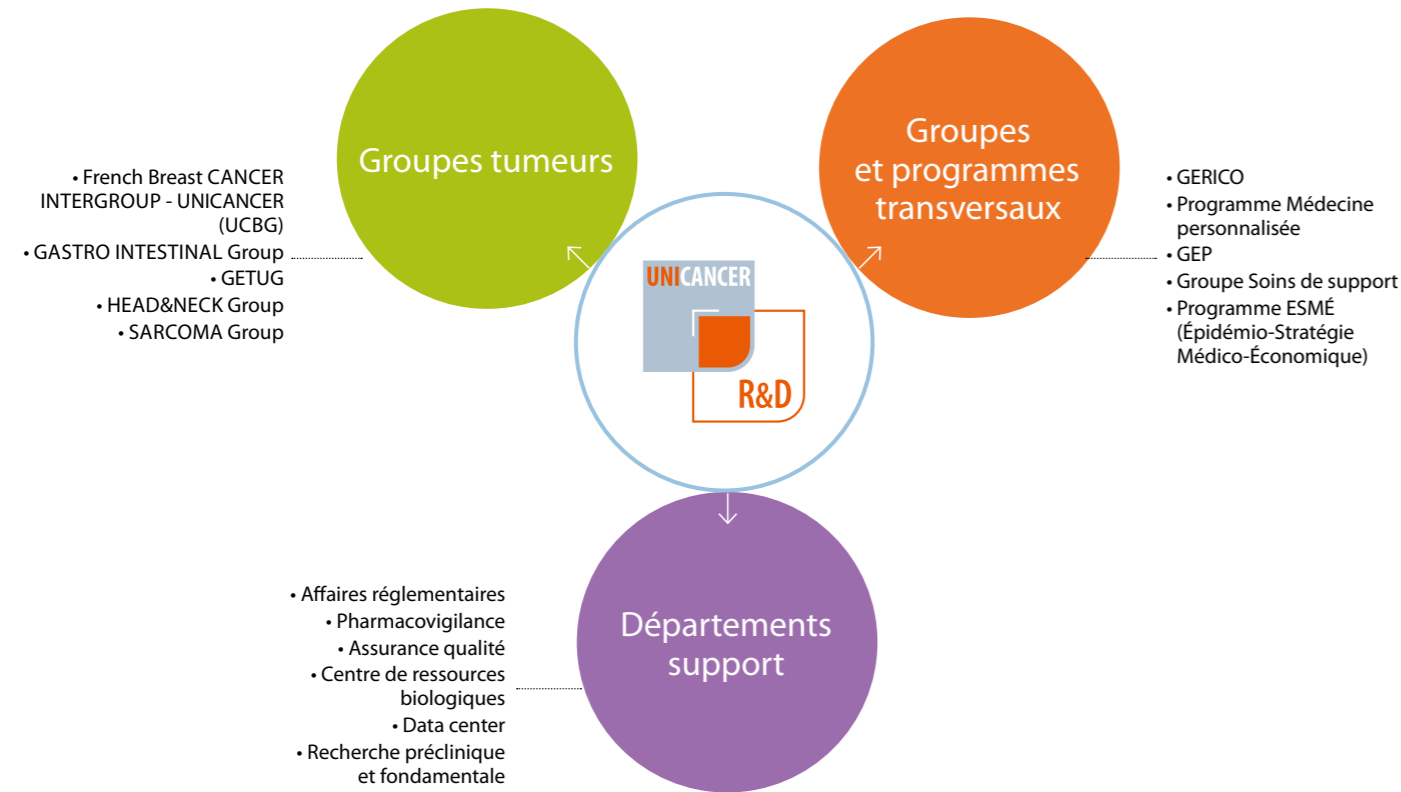 Groupes tumeurs
• French Breast CANCER
INTERGROUP - UNICANCER
(UCBG)
• GASTRO INTESTINAL Group
• GETUG
• HEAD&NECK Group
• SARCOMA Group
Groupes
et programmes
transversaux
• GERICO
• Programme Médecine
personnalisée
• GEP
• Groupe Soins de support
• Programme ESMÉ
(Épidémio-Stratégie
Médico-Économique)
UNICANCER
R&D
Départements
support
• Affaires réglementaires
• Pharmacovigilance
• Assurance qualité
• Centre de ressources
biologiques
• Data center
• Recherche préclinique
et fondamentale